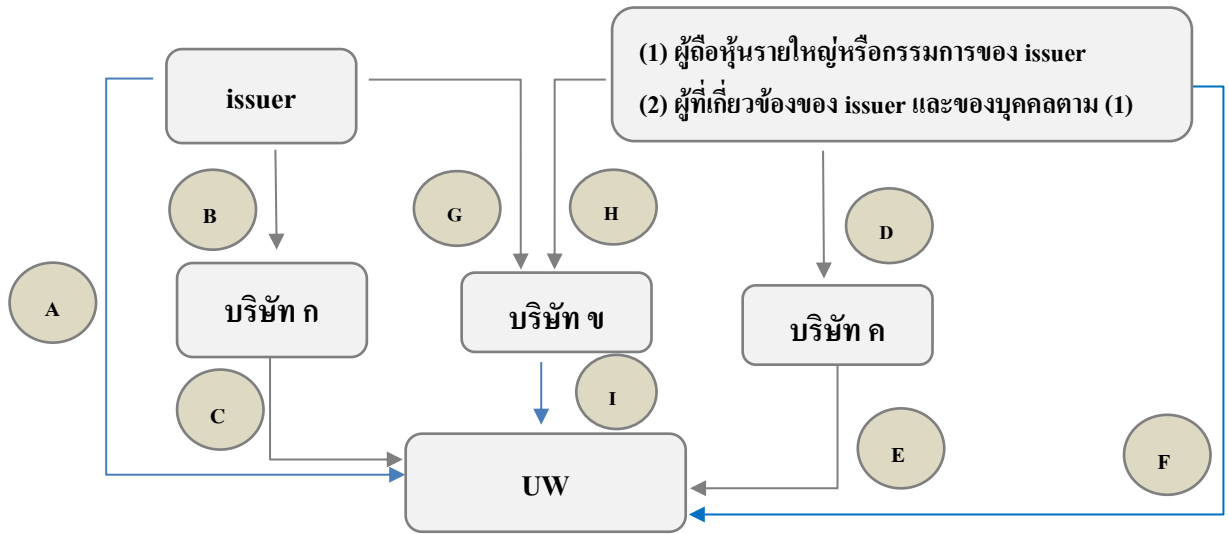 issuer
(1) ผู้ถือหุ้นรายใหญ่หรือกรรมการของ issuer
(2) ผู้ที่เกี่ยวข้องของ issuer และของบุคคลตาม (1)
B
G
H
D
A
บริษัท ก
บริษัท ข
บริษัท ค
C
I
E
F
UW